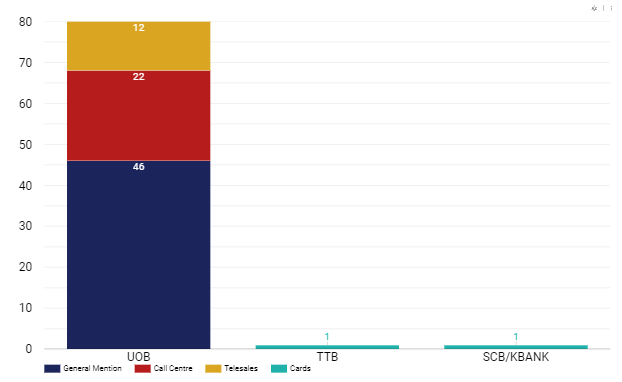 80
12
70
22
60
50
46
40
30
20
10
1
1
0
UOB
TTB
SCB/KBANK
General Mention
Call Centre
Telesales
Cards